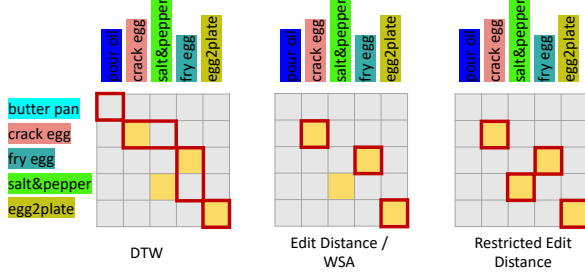 pour oil
crack egg
salt&pepper
fry egg
egg2plate
pour oil
crack egg
salt&pepper
fry egg
egg2plate
pour oil
crack egg
salt&pepper
fry egg
egg2plate
butter pan
crack egg
fry egg
salt&pepper
egg2plate
DTW
Edit Distance /
WSA
Restricted Edit
Distance